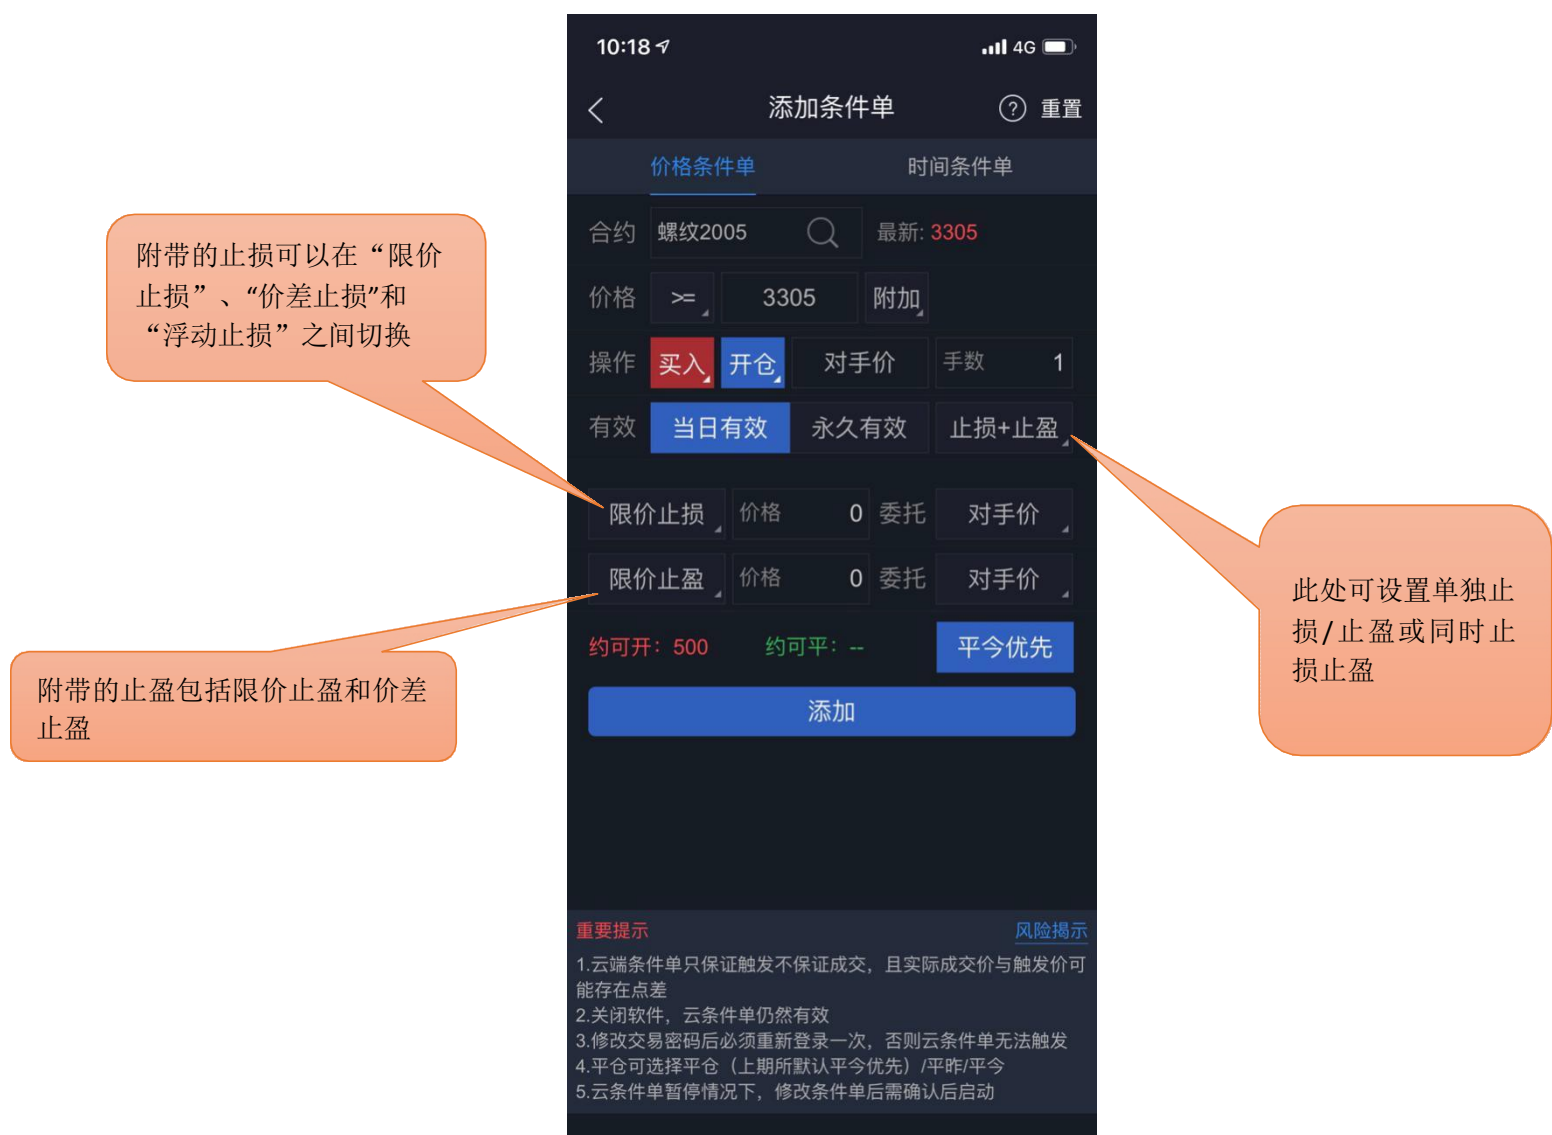 10:18 4G
添加条件单 ? 重置
价格条件单 时间条件单
合约 螺纹2005 最新: 3305
价格 >= 3305 附加
操作 买入 开仓 对手价 手数 1
有效 当日有效 永久有效 止损+止盈
限价止损 价格 0 委托 对手价
限价止盈 价格 0 委托 对手价
约可开: 500 约可平: -- 平今优先
添加
附带的止损可以在“限价
止损”、“价差止损”和
“浮动止损”之间切换
附带的止盈包括限价止盈和价差
止盈
此处可设置单独止
损/止盈或同时止
损止盈
重要提示 风险揭示
1.云端条件单只保证触发不保证成交，且实际成交价与触发价可
能存在点差
2.关闭软件，云条件单仍然有效
3.修改交易密码后必须重新登录一次，否则云条件单无法触发
4.平仓可选择平仓（上期所默认平今优先）/平昨/平今
5.云条件单暂停情况下，修改条件单后需确认后启动